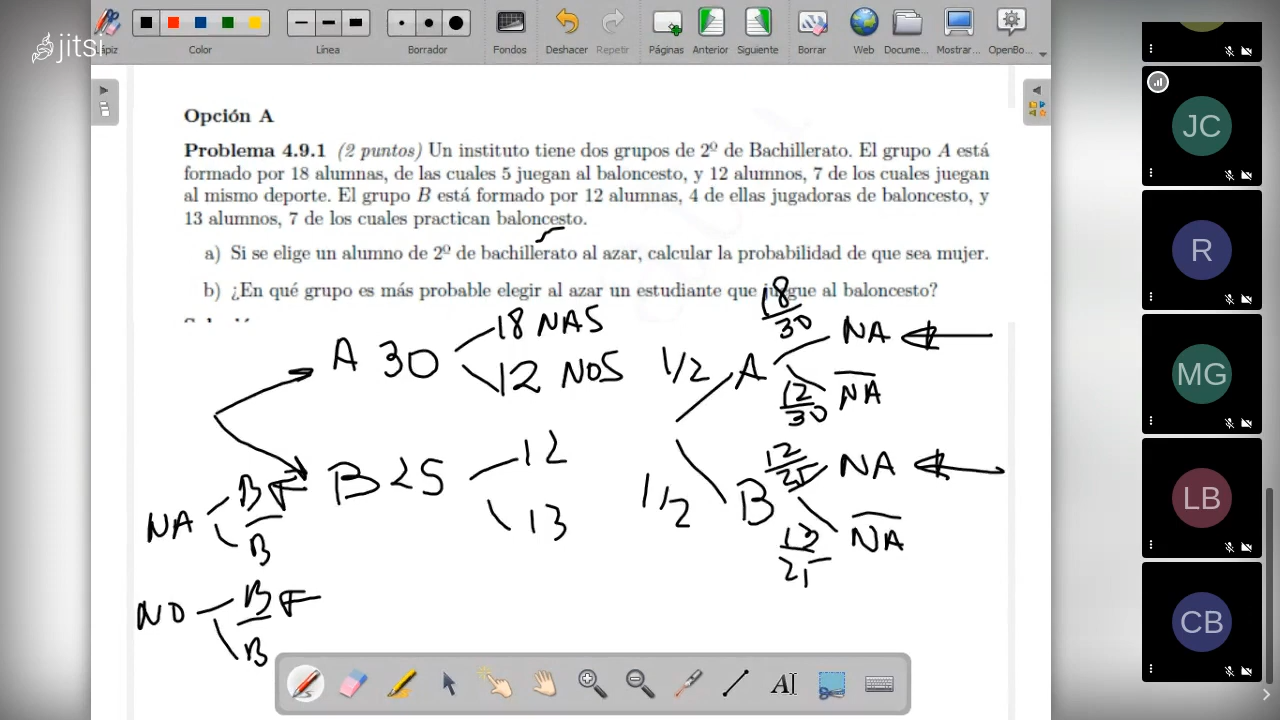 jitsi
Lápiz Color Línea Borrador Fondos Deshacer Repetir Páginas Anterior Siguiente Borrar Web Docume... Mostrar... OpenBo...
Opción A
Problema 4.9.1 (2 puntos) Un instituto tiene dos grupos de 2º de Bachillerato. El grupo A está
formado por 18 alumnas, de las cuales 5 juegan al baloncesto, y 12 alumnos, 7 de los cuales juegan
al mismo deporte. El grupo B está formado por 12 alumnas, 4 de ellas jugadoras de baloncesto, y
13 alumnos, 7 de los cuales practican baloncesto.
a) Si se elige un alumno de 2º de bachillerato al azar, calcular la probabilidad de que sea mujer.
b) ¿En qué grupo es más probable elegir al azar un estudiante que juegue al baloncesto?
A 30
18 NAS
12 NOS
B 25
12
13
NA
B
B
NO
B
B
1/2 A
18/30 NA
12/30 NA
1/2 B
12/25 NA
13/25 NA
AI
JC
R
MG
LB
CB